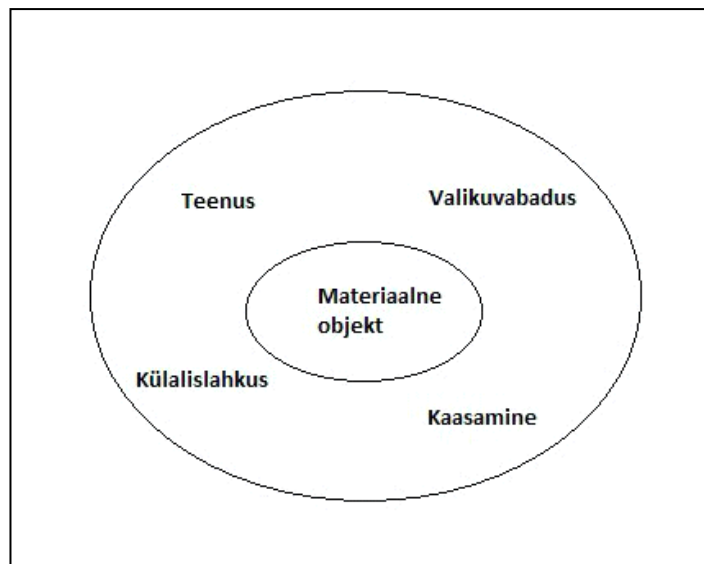 Teenus
Valikuvabadus
Materiaalne
objekt
Külalislahkus
Kaasamine